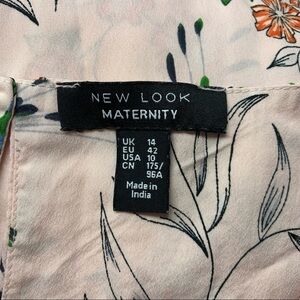 NEW LOOK
MATERNITY
UK 14
EU 42
USA 10
CN 175/
96A
Made in
India